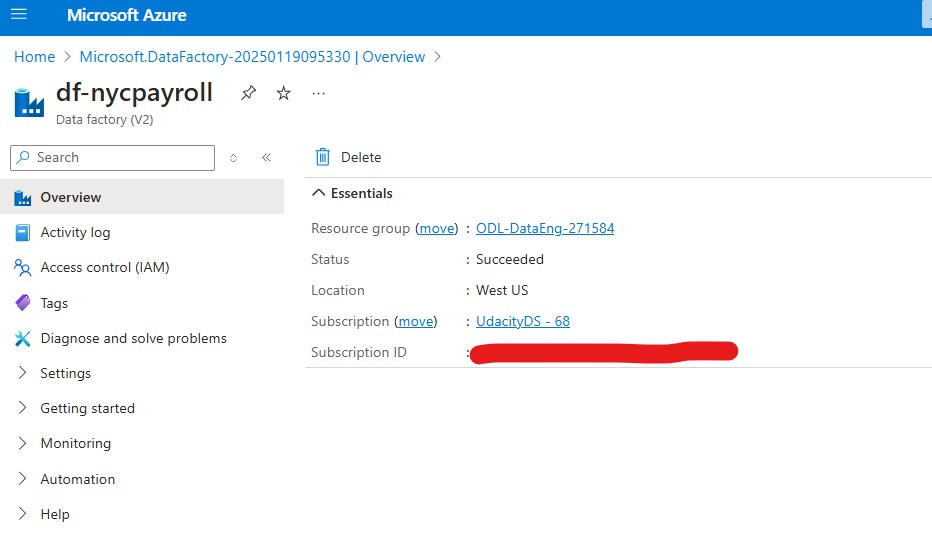 Microsoft Azure
Home > Microsoft.DataFactory-20250119095330 | Overview >
df-nycpayroll
Data factory (V2)
Search
Delete
Overview
Activity log
Access control (IAM)
Tags
Diagnose and solve problems
Settings
Getting started
Monitoring
Automation
Help
Essentials
Resource group (move) : ODL-DataEng-271584
Status : Succeeded
Location : West US
Subscription (move) : UdacityDS - 68
Subscription ID :